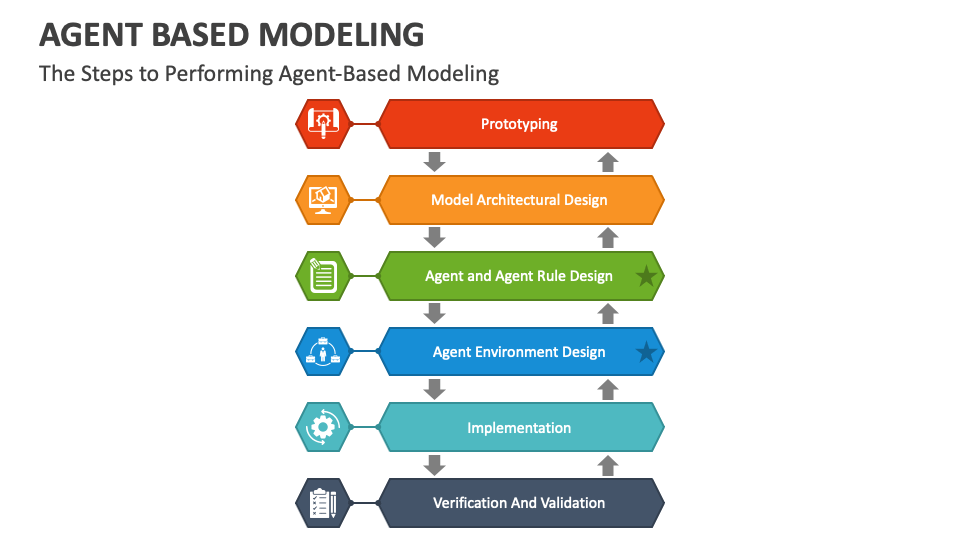 AGENT BASED MODELING
The Steps to Performing Agent-Based Modeling
Prototyping
Model Architectural Design
Agent and Agent Rule Design
Agent Environment Design
Implementation
Verification And Validation